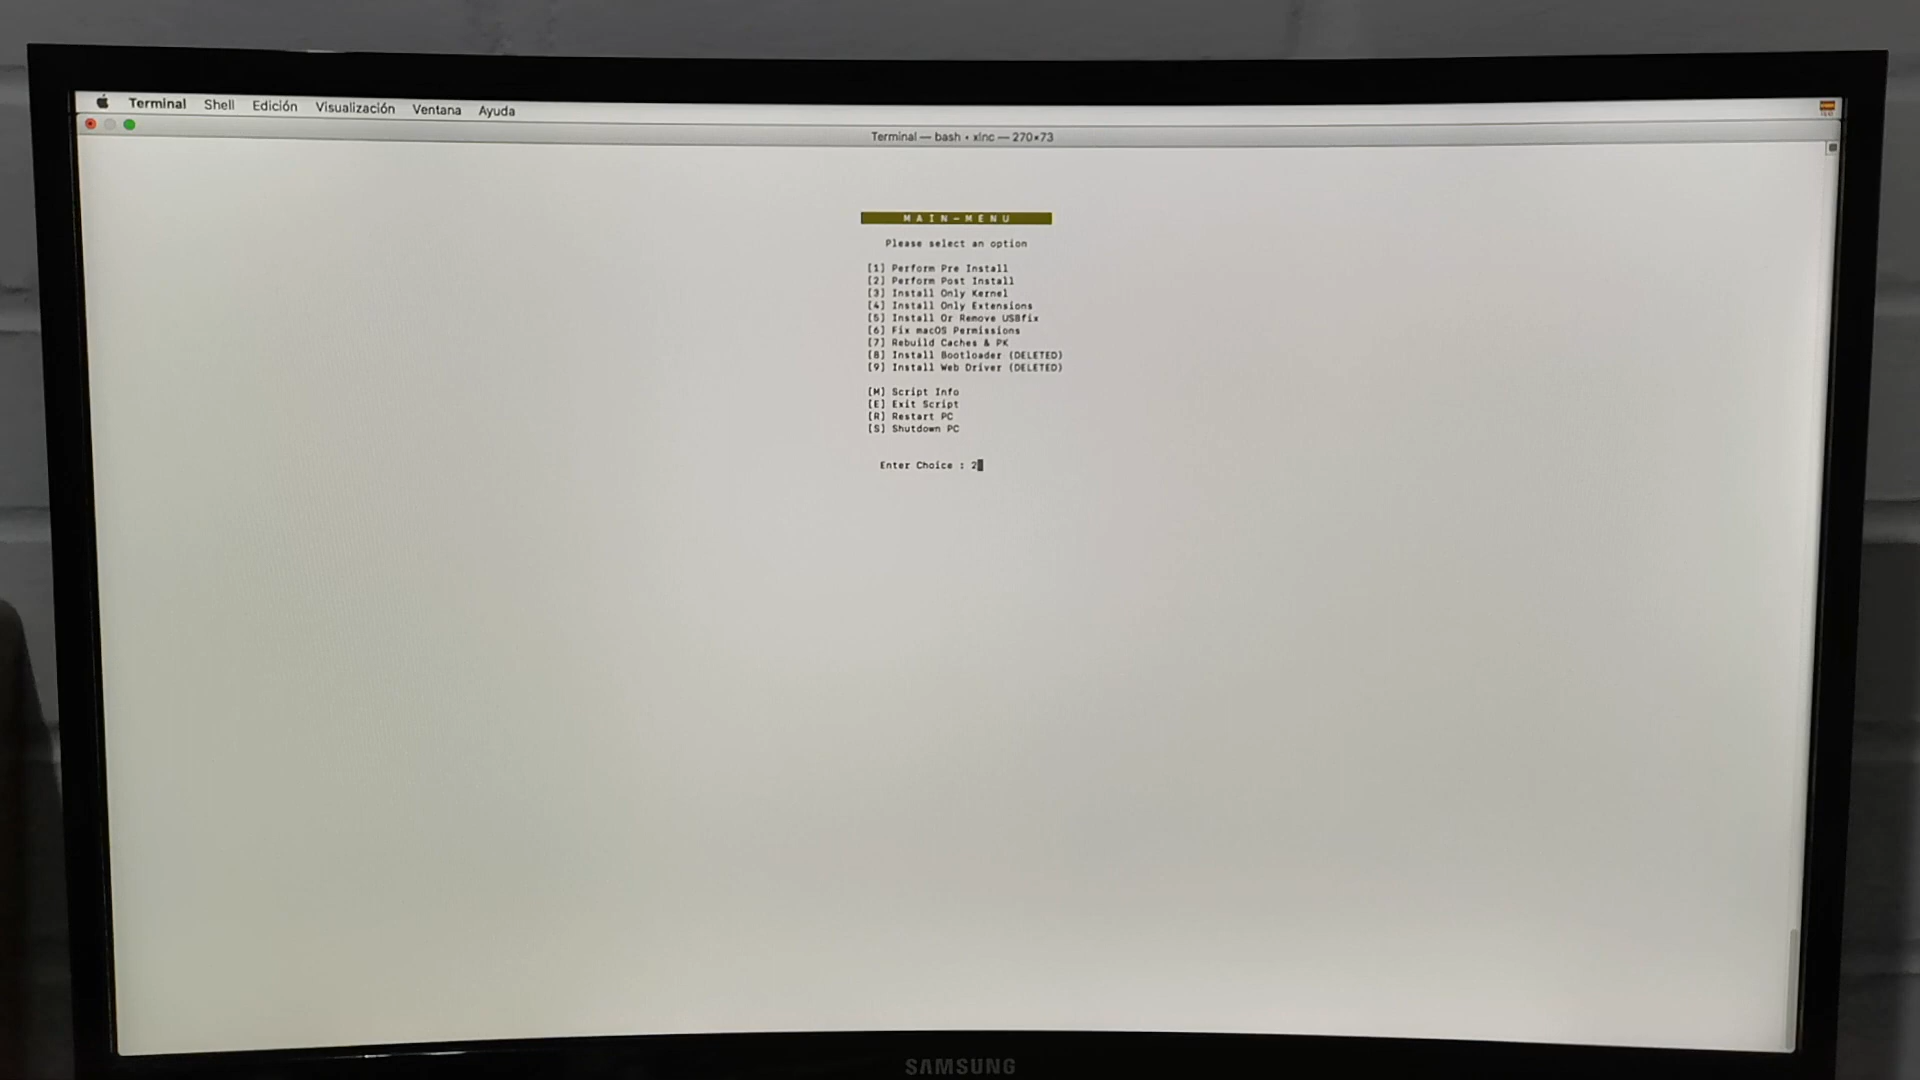 Terminal Shell Edición Visualización Ventana Ayuda
Terminal — bash • xlnc — 270×73
MAIN-MENU
Please select an option
[1] Perform Pre Install
[2] Perform Post Install
[3] Install Only Kernel
[4] Install Only Extensions
[5] Install Or Remove USBfix
[6] Fix macOS Permissions
[7] Rebuild Caches & PK
[8] Install Bootloader (DELETED)
[9] Install Web Driver (DELETED)
[M] Script Info
[E] Exit Script
[R] Restart PC
[S] Shutdown PC
Enter Choice : 2
SAMSUNG